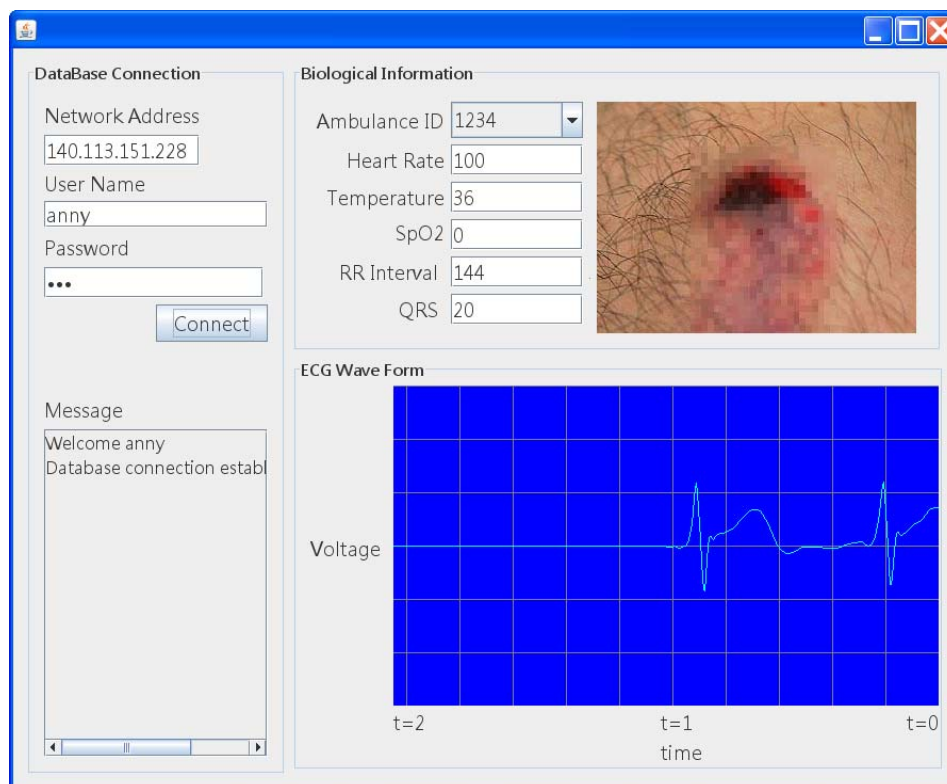 DataBase Connection
Network Address
140.113.151.228
User Name
anny
Password
•••
Connect
Message
Welcome anny
Database connection establ
Biological Information
Ambulance ID 1234
Heart Rate 100
Temperature 36
SpO2 0
RR Interval 144
QRS 20
ECG Wave Form
Voltage
t=2 t=1 t=0
time